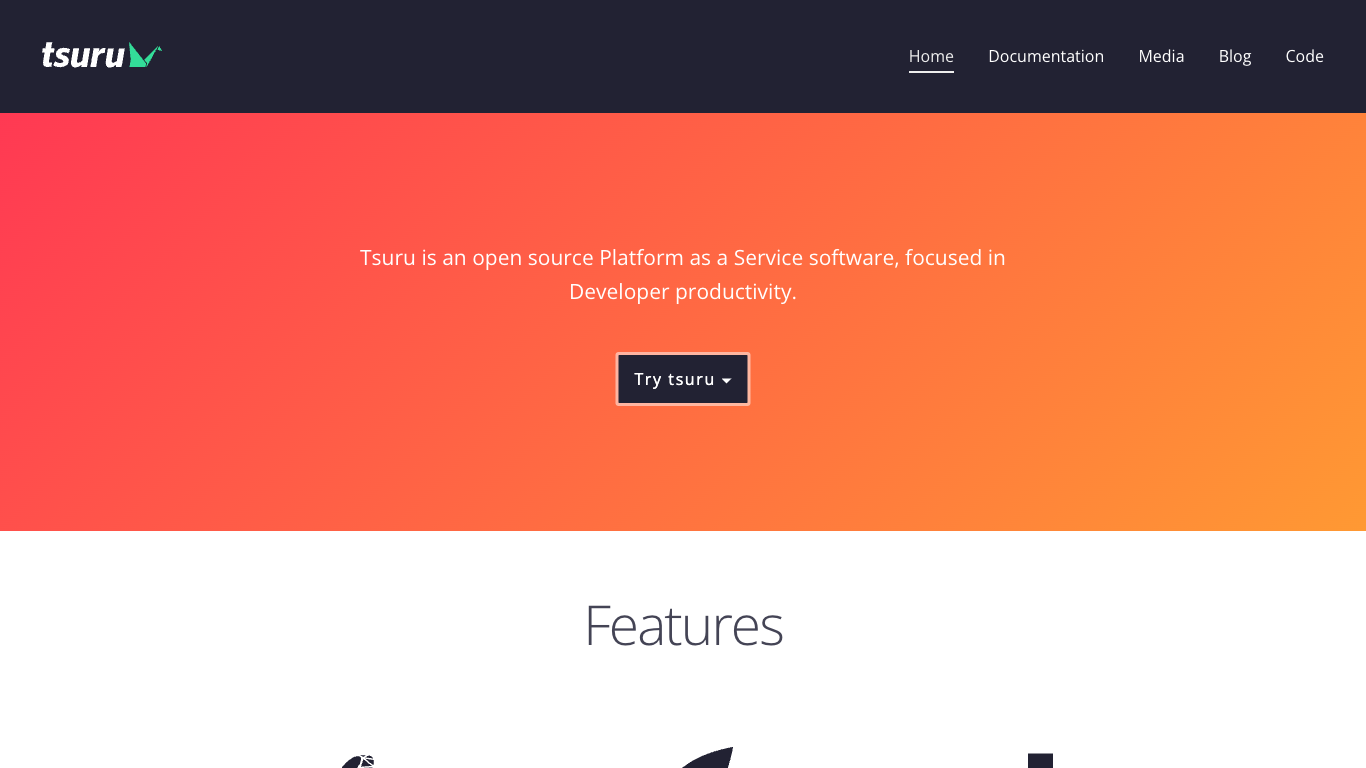 tsuru
Home Documentation Media Blog Code
Tsuru is an open source Platform as a Service software, focused in
Developer productivity.
Try tsuru
Features